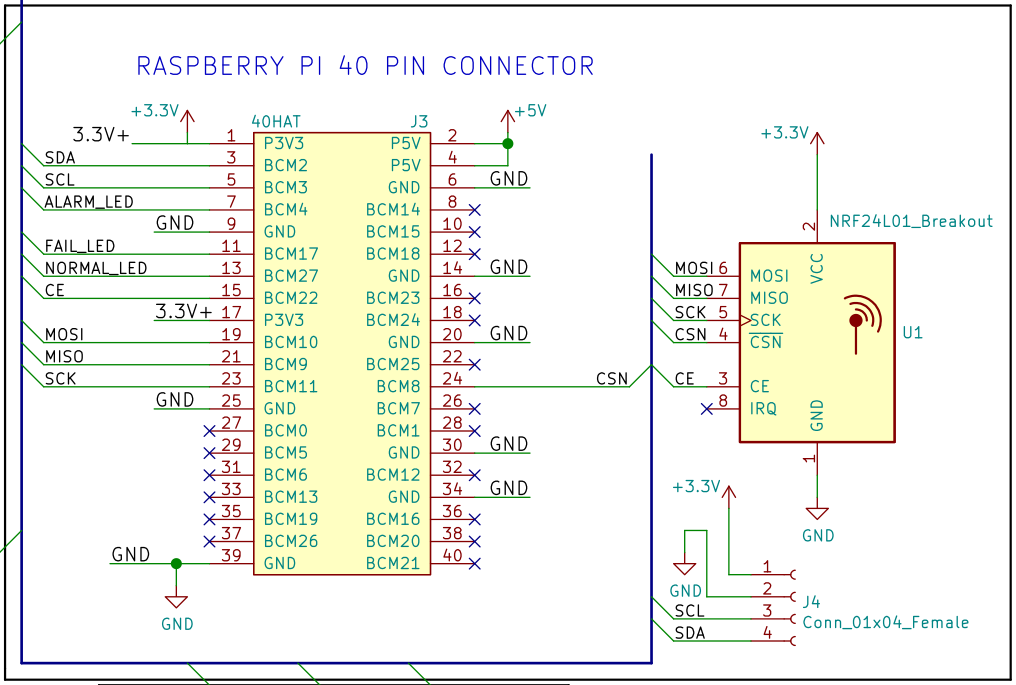 RASPBERRY PI 40 PIN CONNECTOR
+3.3V 40HAT J3 +5V
3.3V+ 1 P3V3 P5V 2
SDA 3 BCM2 P5V 4
SCL 5 BCM3 GND 6 GND
ALARM_LED 7 BCM4 BCM14 8
GND 9 GND BCM15 10
FAIL_LED 11 BCM17 BCM18 12
NORMAL_LED 13 BCM27 GND 14 GND
CE 15 BCM22 BCM23 16
3.3V+ 17 P3V3 BCM24 18
MOSI 19 BCM10 GND 20 GND
MISO 21 BCM9 BCM25 22
SCK 23 BCM11 BCM8 24 CSN
GND 25 GND BCM7 26
27 BCM0 BCM1 28
29 BCM5 GND 30 GND
31 BCM6 BCM12 32
33 BCM13 GND 34 GND
35 BCM19 BCM16 36
37 BCM26 BCM20 38
GND 39 GND BCM21 40
GND
+3.3V
2 NRF24L01_Breakout
VCC
MOSI 6 MOSI
MISO 7 MISO
SCK 5 SCK
CSN 4 CSN
U1
CE 3 CE
8 IRQ
GND
1
GND
+3.3V
GND
1
2
J4
SCL 3
Conn_01x04_Female
SDA 4